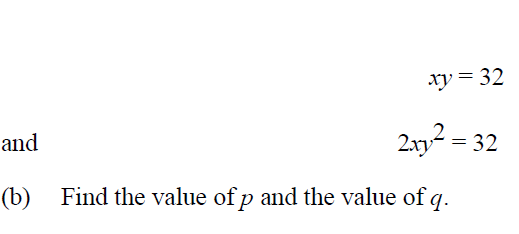 xy = 32
and 2xy² = 32
(b) Find the value of p and the value of q.